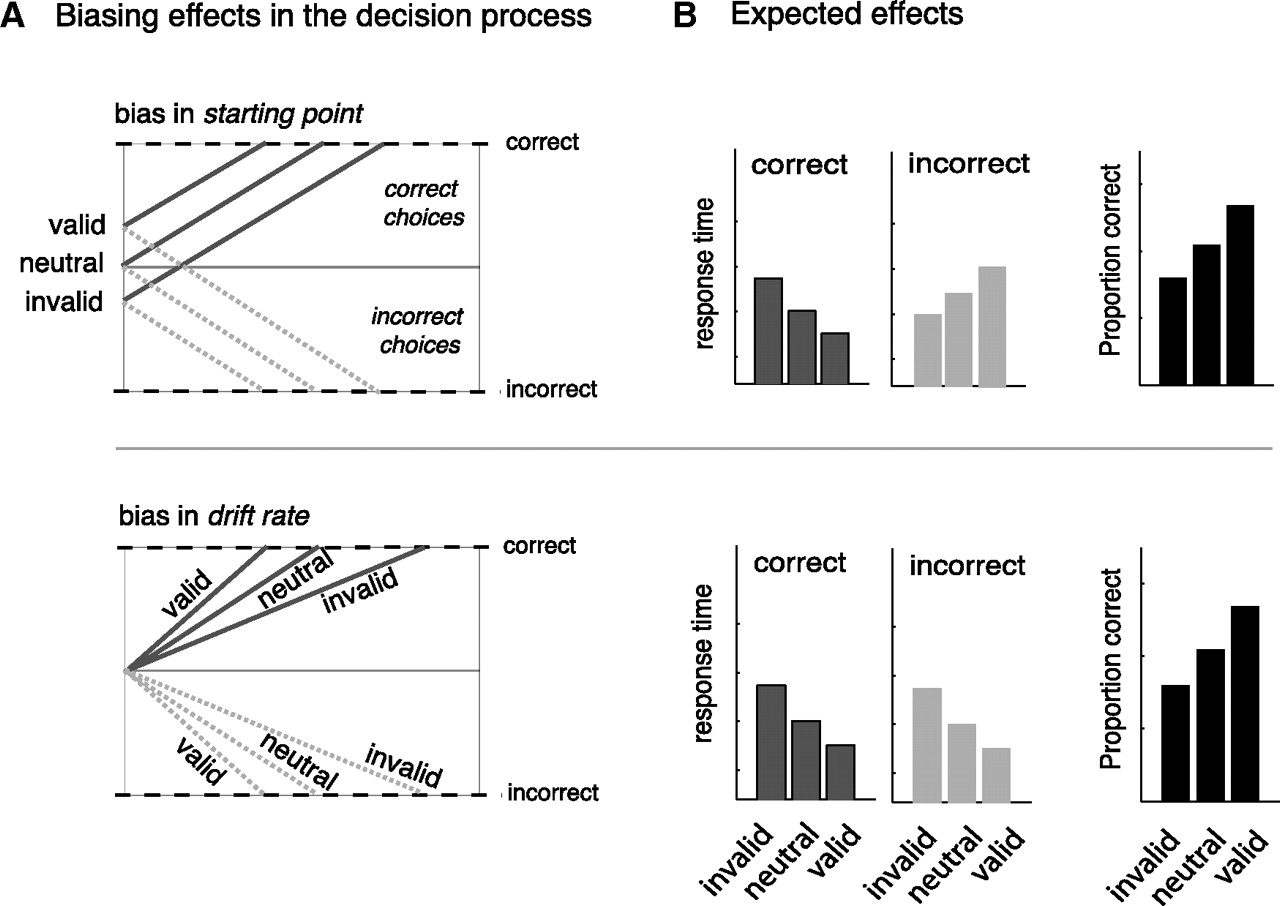 A Biasing effects in the decision process
B Expected effects
bias in starting point
correct
correct
choices
valid
neutral
invalid
incorrect
choices
incorrect
response time
correct
incorrect
Proportion correct
bias in drift rate
correct
valid
neutral
invalid
valid
neutral
invalid
incorrect
response time
correct
incorrect
Proportion correct
invalid
neutral
valid
invalid
neutral
valid
invalid
neutral
valid